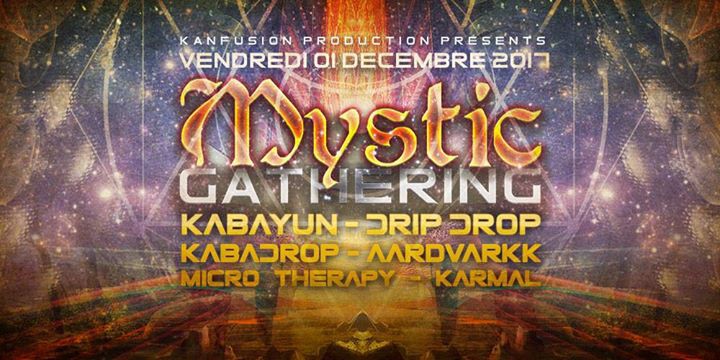 KANFUSION PRODUCTION PRESENTS
VENDREDI 01 DECEMBRE 2017
Mystic
GATHERING
KABAYUN - DRIP DROP
KABADROP - AARDVARKK
MICRO THERAPY - KARMAL